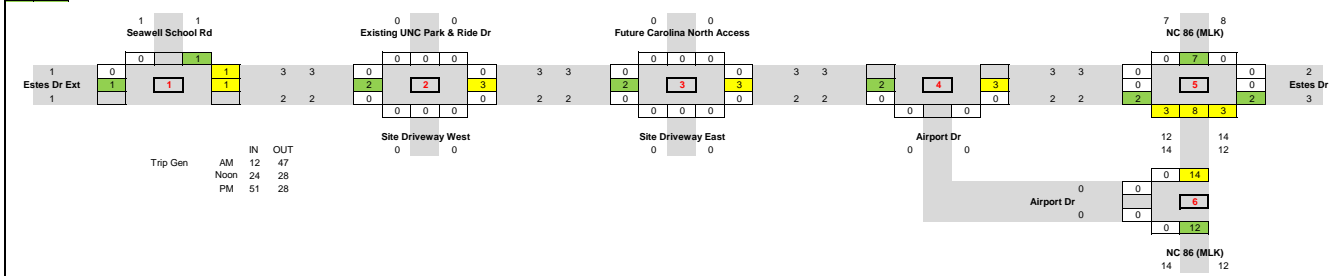 1 1 0 0 0 0 7 8
Seawell School Rd Existing UNC Park & Ride Dr Future Carolina North Access NC 86 (MLK)
0 1 0 0 0 0 0 0 0 7 0
1 0 1 3 3 0 0 3 3 0 0 3 3 3 3 0 0 2
Estes Dr Ext 1 1 1 2 2 3 2 3 3 2 4 3 0 5 0 Estes Dr
1 2 2 0 0 2 2 0 0 2 2 0 0 2 2 2 2 3
0 0 0 0 0 0 0 0 3 8 3
Site Driveway West Site Driveway East Airport Dr 12 14
IN OUT 0 0 0 0 0 0 14 12
Trip Gen AM 12 47
Noon 24 28 0 14
PM 51 28 0 0
Airport Dr 6
0 0
0 12
NC 86 (MLK)
14 12